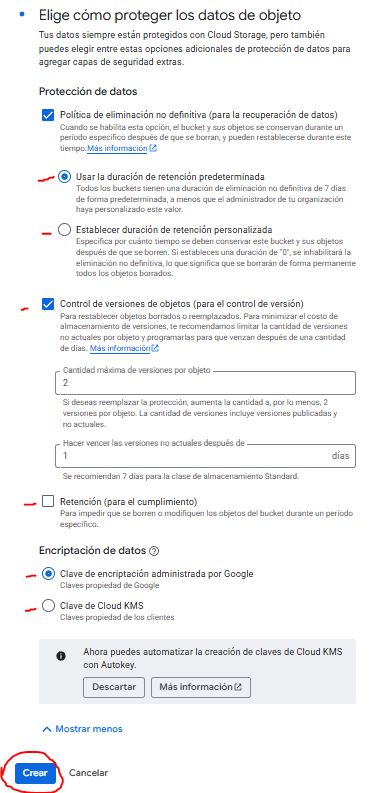 Elige cómo proteger los datos de objeto
Tus datos siempre están protegidos con Cloud Storage, pero también
puedes elegir entre estas opciones adicionales de protección de datos para
agregar capas de seguridad extras.
Protección de datos
Política de eliminación no definitiva (para la recuperación de datos)
Cuando se habilita esta opción, el bucket y sus objetos se conservan durante un
período específico después de que se borran, y pueden restablecerse durante este
tiempo.Más información
Usar la duración de retención predeterminada
Todos los buckets tienen una duración de eliminación no definitiva de 7 días
de forma predeterminada, a menos que el administrador de tu organización
haya personalizado este valor.
Establecer duración de retención personalizada
Especifica por cuánto tiempo se deben conservar este bucket y sus objetos
después de que se borren. Si estableces una duración de "0", se inhabilitará la
eliminación no definitiva, lo que significa que se borrarán de forma permanente
todos los objetos borrados.
Control de versiones de objetos (para el control de versión)
Para restablecer objetos borrados o reemplazados. Para minimizar el costo de
almacenamiento de versiones, te recomendamos limitar la cantidad de versiones
no actuales por objeto y programarlas para que venzan después de una cantidad
de días. Más información
Cantidad máxima de versiones por objeto
2
Si deseas reemplazar la protección, aumenta la cantidad a, por lo menos, 2
versiones por objeto. La cantidad de versiones incluye versiones publicadas y
no actuales.
Hacer vencer las versiones no actuales después de
1 días
Se recomiendan 7 días para la clase de almacenamiento Standard.
Retención (para el cumplimiento)
Para impedir que se borren o modifiquen los objetos del bucket durante un período
específico.
Encriptación de datos
Clave de encriptación administrada por Google
Claves propiedad de Google
Clave de Cloud KMS
Claves propiedad de los clientes
Ahora puedes automatizar la creación de claves de Cloud KMS
con Autokey.
Descartar Más información
Mostrar menos
Crear Cancelar